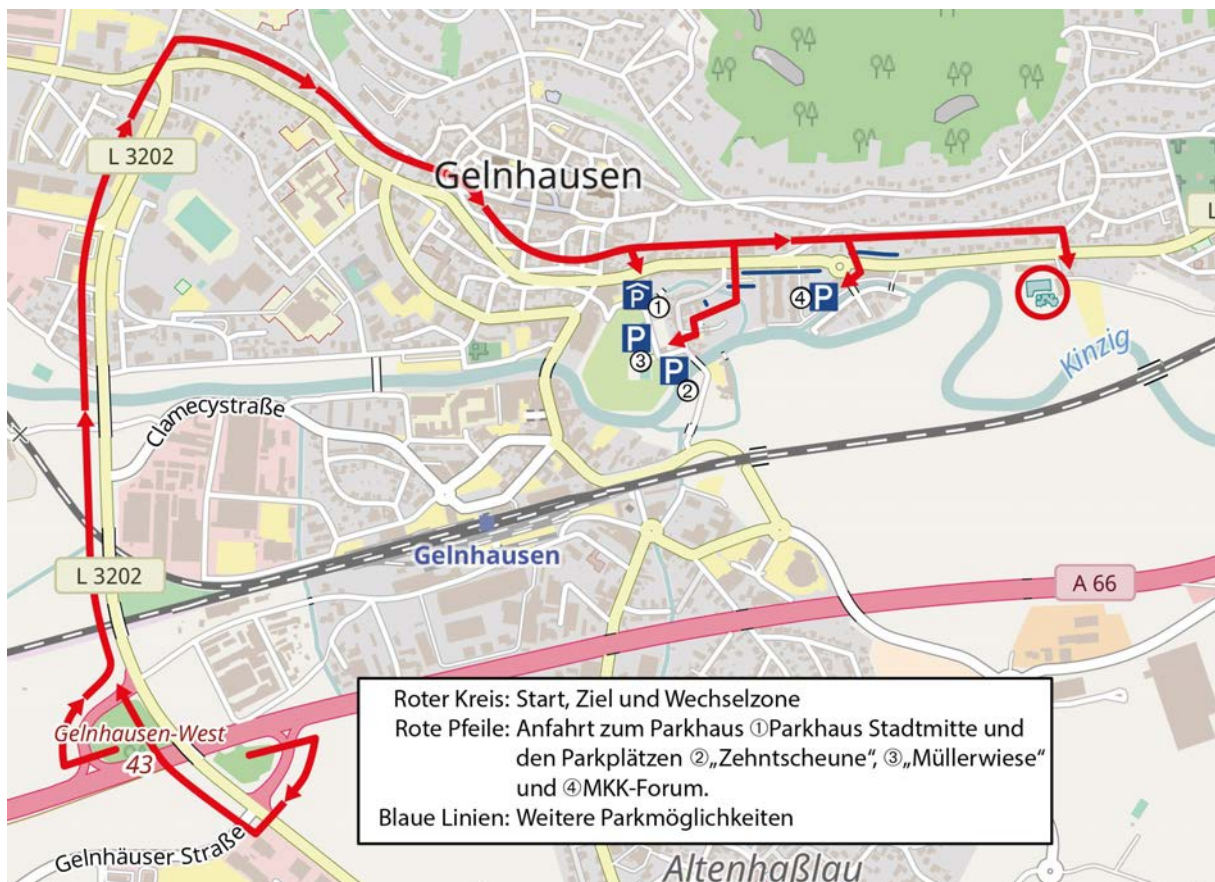 L 3202
Gelnhausen
L
P
①
④
P
P
③
P
②
Kinzig
Clamecystraße
Gelnhausen
L 3202
A 66
Gelnhausen-West
43
Roter Kreis: Start, Ziel und Wechselzone
Rote Pfeile: Anfahrt zum Parkhaus ①Parkhaus Stadtmitte und
den Parkplätzen ②„Zehntscheune“, ③„Müllerwiese“
und ④MKK-Forum.
Blaue Linien: Weitere Parkmöglichkeiten
Gelnhäuser Straße
Altenhaßlau